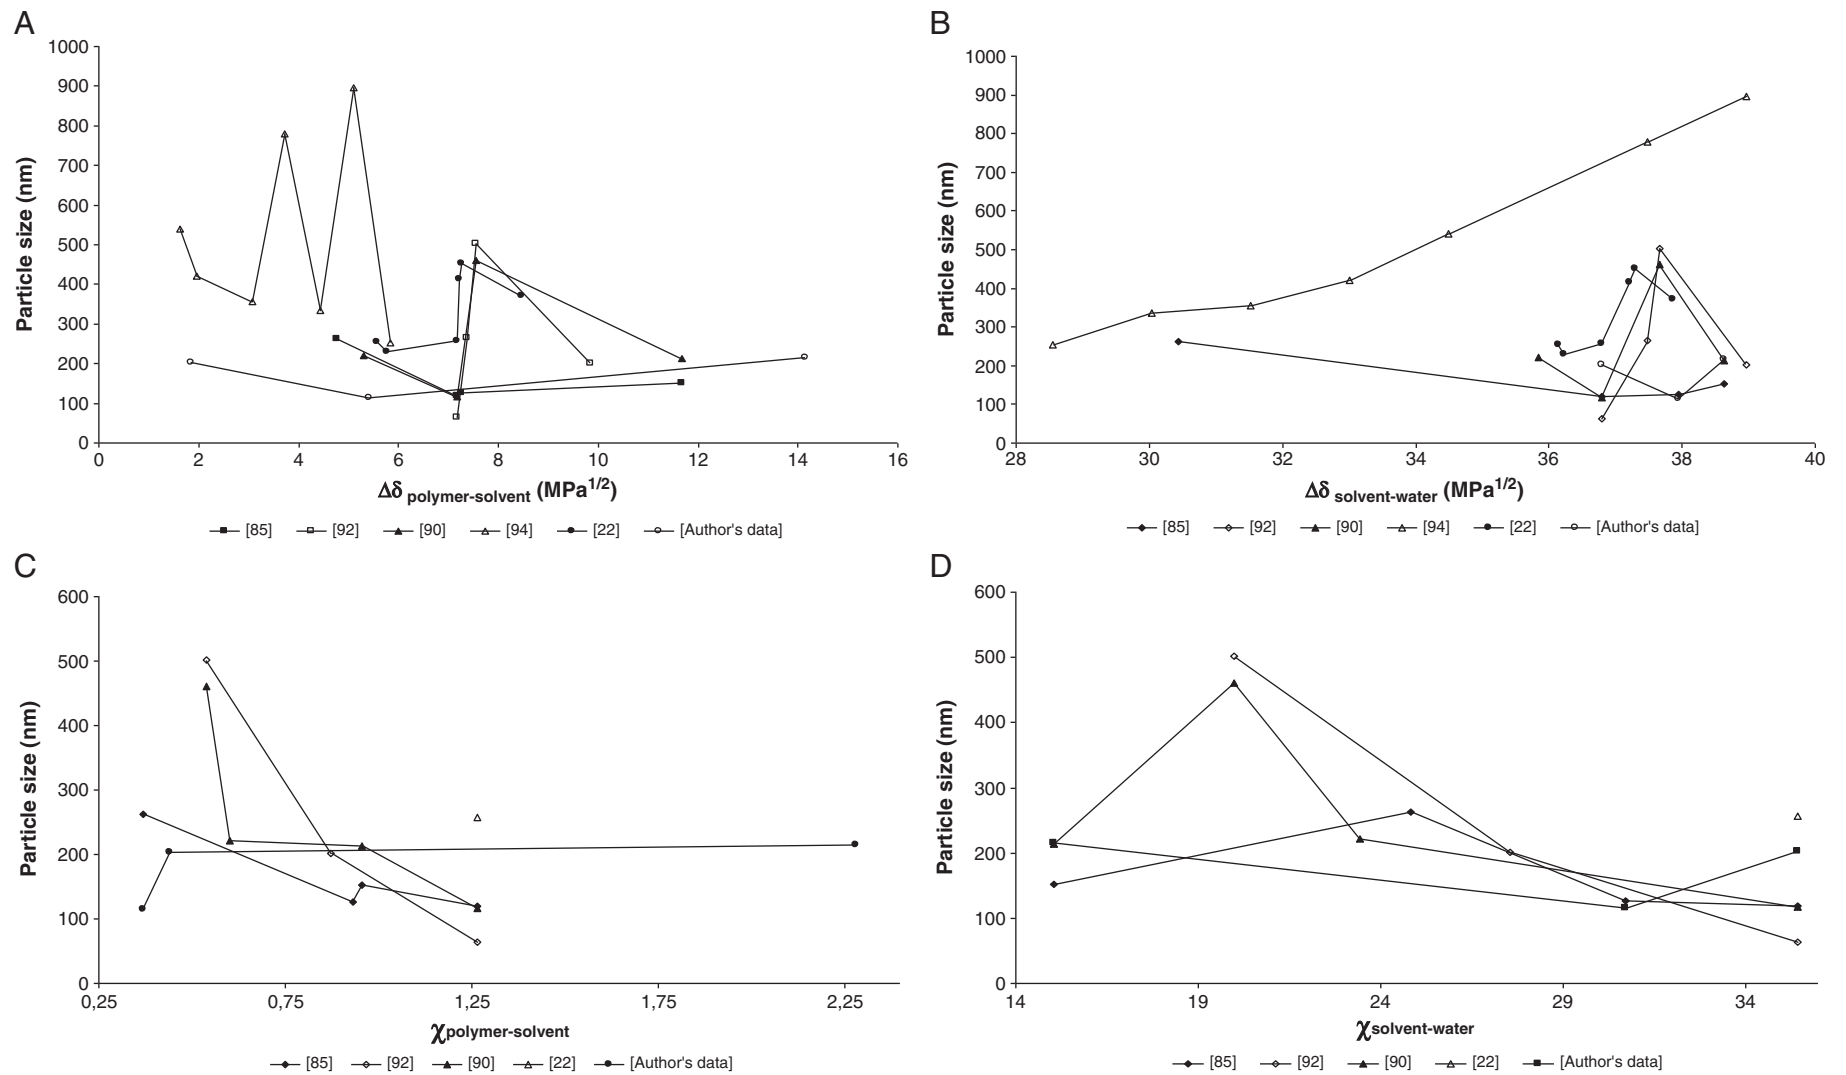 A
1000
900
800
700
600
500
400
300
200
100
0
0 2 4 6 8 10 12 14 16
Particle size (nm)
Δδ polymer-solvent (MPa1/2)
[85] [92] [90] [94] [22] [Author's data]
B
1000
900
800
700
600
500
400
300
200
100
0
28 30 32 34 36 38 40
Particle size (nm)
Δδ solvent-water (MPa1/2)
[85] [92] [90] [94] [22] [Author's data]
C
600
500
400
300
200
100
0
0,25 0,75 1,25 1,75 2,25
Particle size (nm)
χpolymer-solvent
[85] [92] [90] [22] [Author's data]
D
600
500
400
300
200
100
0
14 19 24 29 34
Particle size (nm)
χsolvent-water
[85] [92] [90] [22] [Author's data]